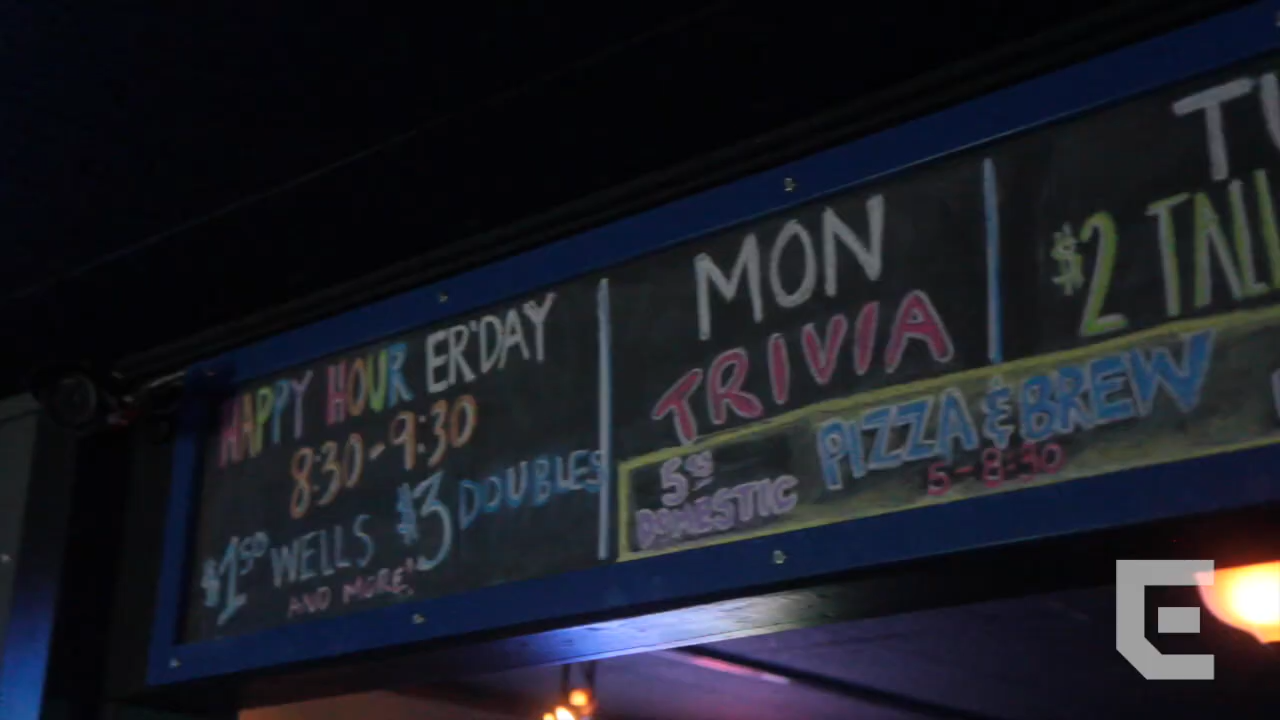 HAPPY HOUR ER'DAY
8:30-9:30
$1.50 WELLS $3 DOUBLES
AND MORE!
MON
TRIVIA
DOMESTIC
PIZZA & BREW
5-8:30
$2 TALL